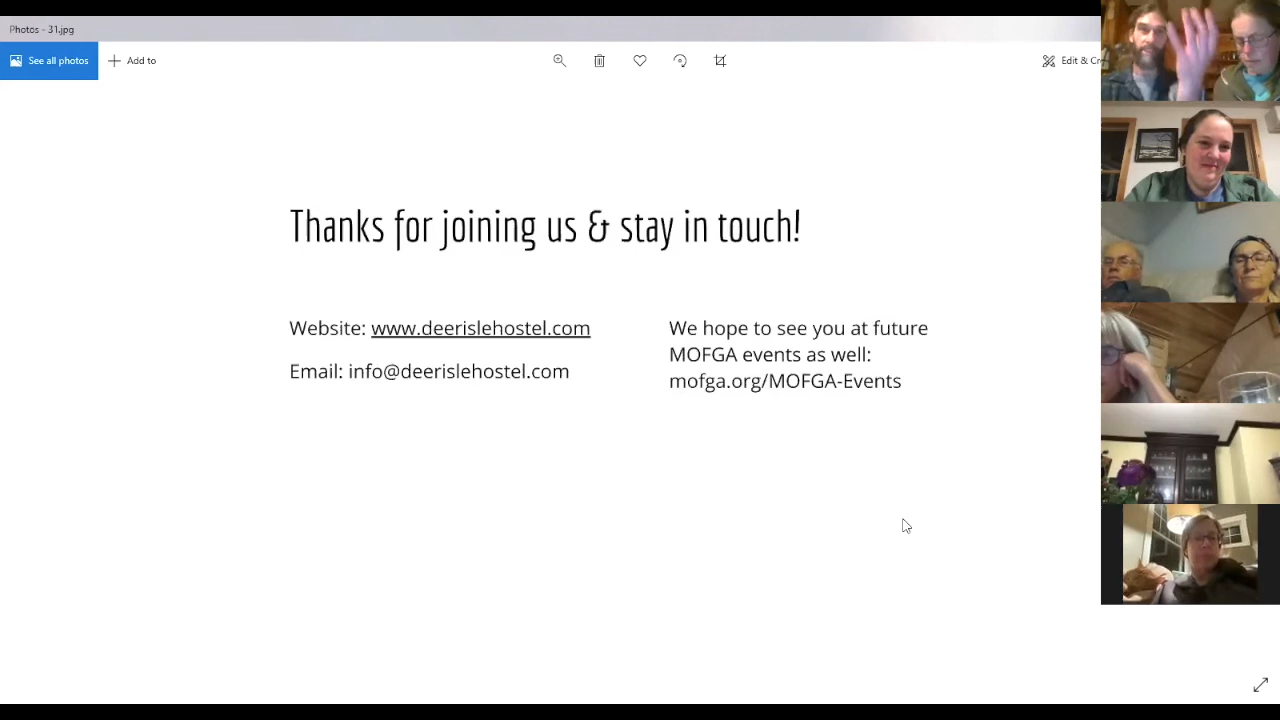 Photos - 31.jpg
See all photos
Add to
Edit & Cr
Thanks for joining us & stay in touch!
Website: www.deerislehostel.com
Email: info@deerislehostel.com
We hope to see you at future
MOFGA events as well:
mofga.org/MOFGA-Events